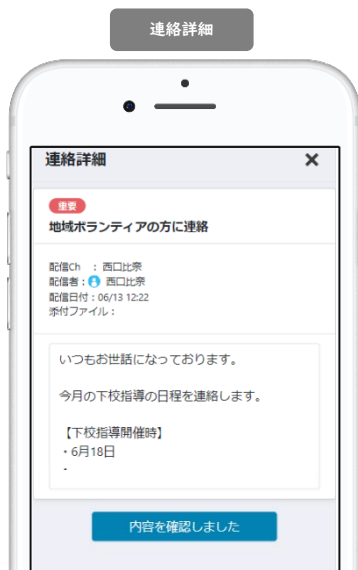 連絡詳細
連絡詳細 ×
重要
地域ボランティアの方に連絡
配信Ch ：西口比奈
配信者： 西口比奈
配信日付：06/13 12:22
添付ファイル：
いつもお世話になっております。
今月の下校指導の日程を連絡します。
【下校指導開催時】
・6月18日
・
内容を確認しました